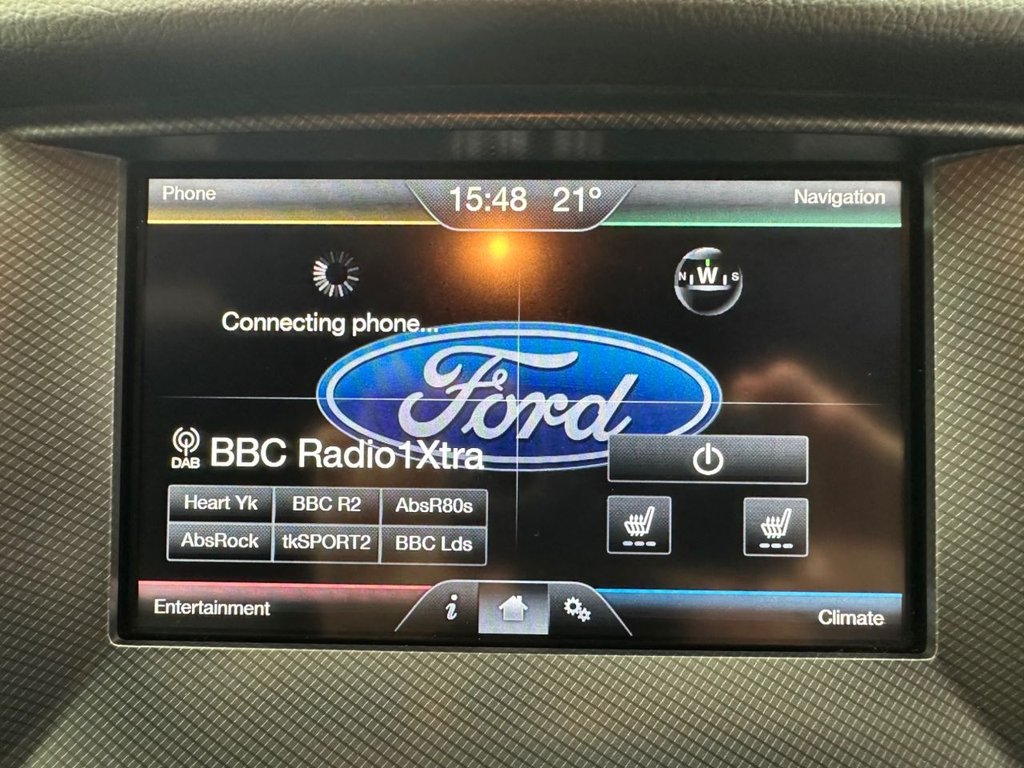 Phone
15:48 21°
Navigation
N W S
Connecting phone...
Ford
DAB
BBC Radio1Xtra
Heart Yk BBC R2 AbsR80s
AbsRock tkSPORT2 BBC Lds
Entertainment
i
Climate